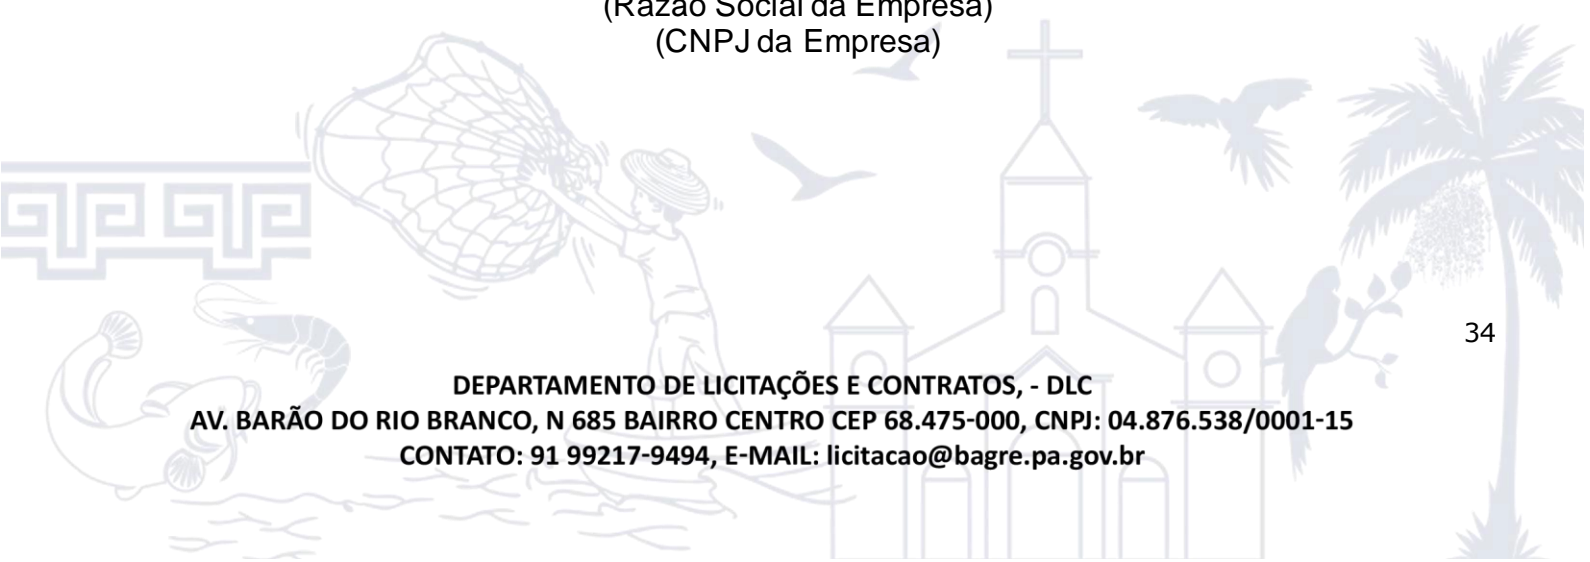 (Razão Social da Empresa)
(CNPJ da Empresa)
34
DEPARTAMENTO DE LICITAÇÕES E CONTRATOS, - DLC
AV. BARÃO DO RIO BRANCO, N 685 BAIRRO CENTRO CEP 68.475-000, CNPJ: 04.876.538/0001-15
CONTATO: 91 99217-9494, E-MAIL: licitacao@bagre.pa.gov.br